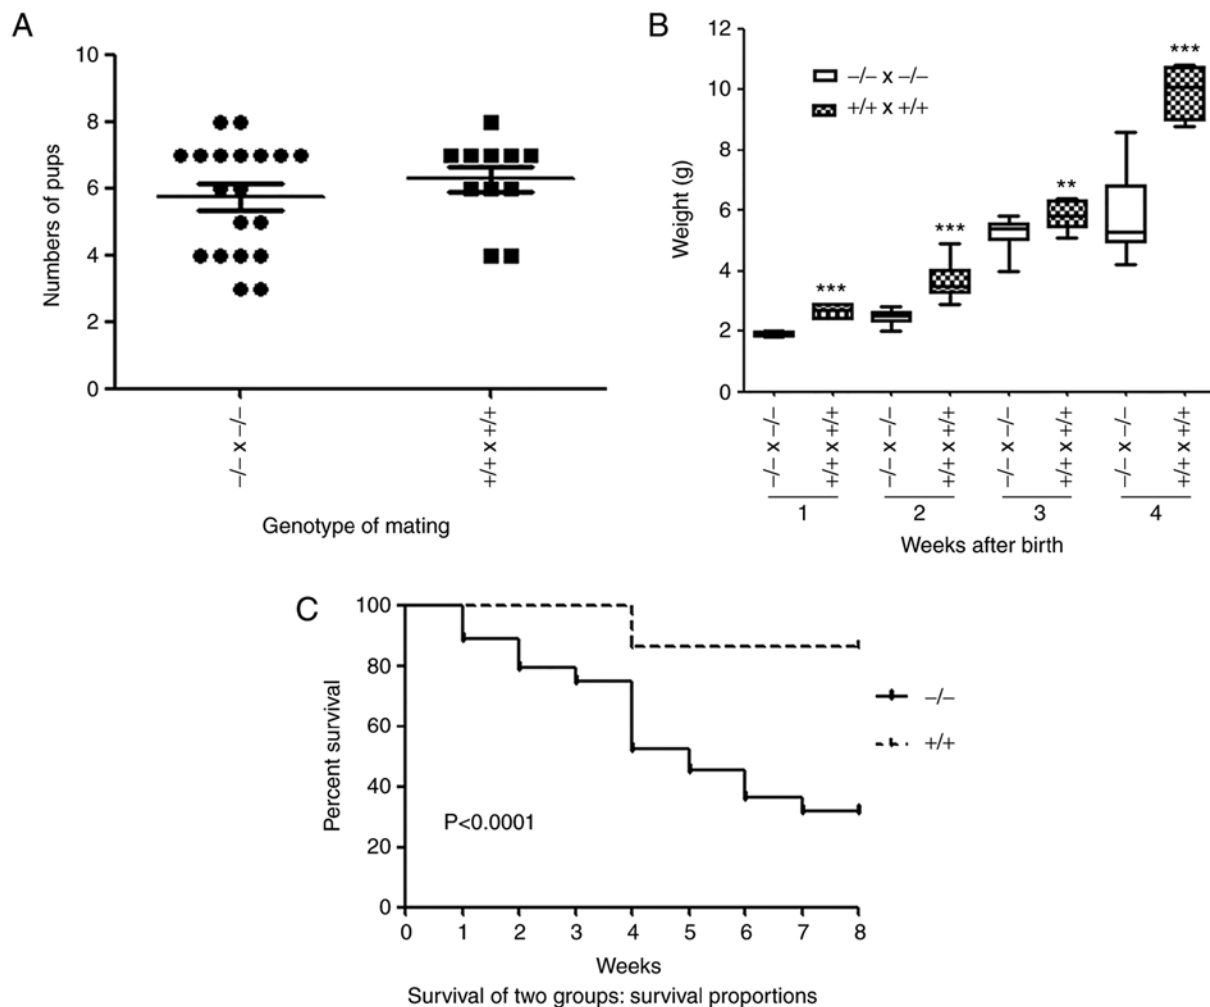 A
10
8
6
4
2
0
Numbers of pups
–/– x –/–
+/+ x +/+
Genotype of mating
B
12
10
8
6
4
2
0
Weight (g)
–/– x –/–
+/+ x +/+
***
***
**
***
–/– x –/–
+/+ x +/+
–/– x –/–
+/+ x +/+
–/– x –/–
+/+ x +/+
–/– x –/–
+/+ x +/+
1 2 3 4
Weeks after birth
C
100
80
60
40
20
0
Percent survival
P<0.0001
–/–
+/+
0 1 2 3 4 5 6 7 8
Weeks
Survival of two groups: survival proportions